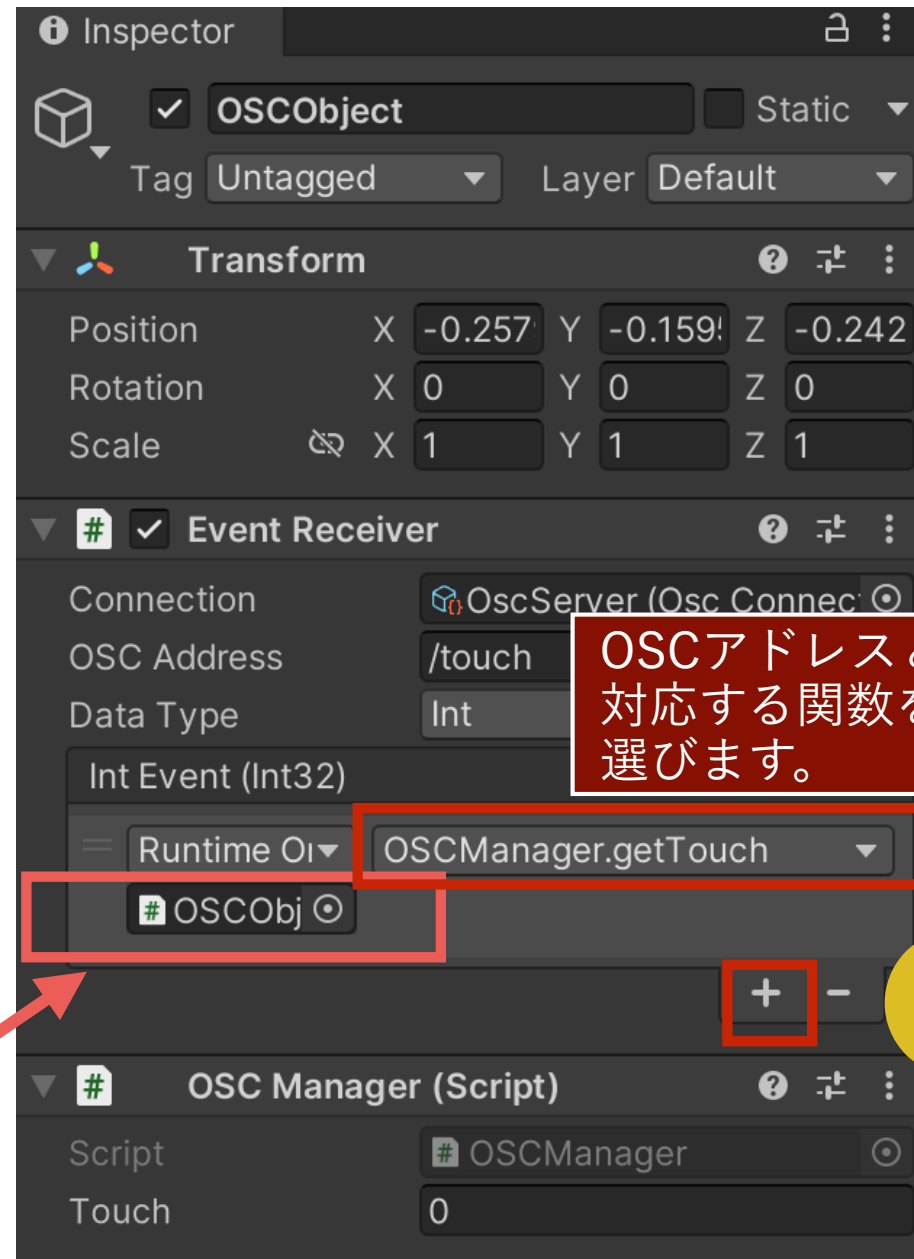 Inspector
OSCObject
Static
Tag Untagged Layer Default
Transform
Position X -0.257 Y -0.159 Z -0.242
Rotation X 0 Y 0 Z 0
Scale X 1 Y 1 Z 1
# Event Receiver
Connection OscServer (Osc Connec
OSC Address /touch
Data Type Int
OSCアドレス
対応する関数を
選びます。
Int Event (Int32)
Runtime OSCManager.getTouch
# OSCObj
+ −
# OSC Manager (Script)
Script # OSCManager
Touch 0